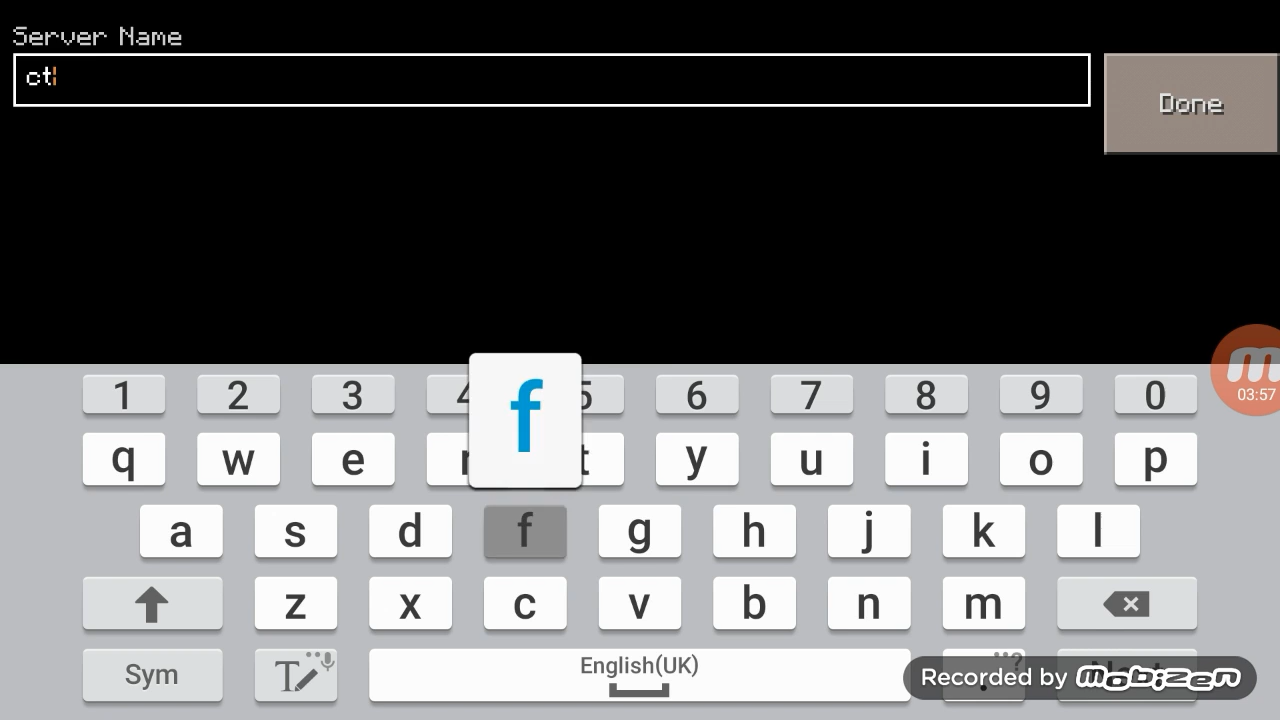 Server Name
ct
Done
1 2 3 4 5 6 7 8 9 0
f
q w e r t y u i o p
03:57
a s d f g h j k l
z x c v b n m
Sym T English(UK) . ?
Recorded by mobizen